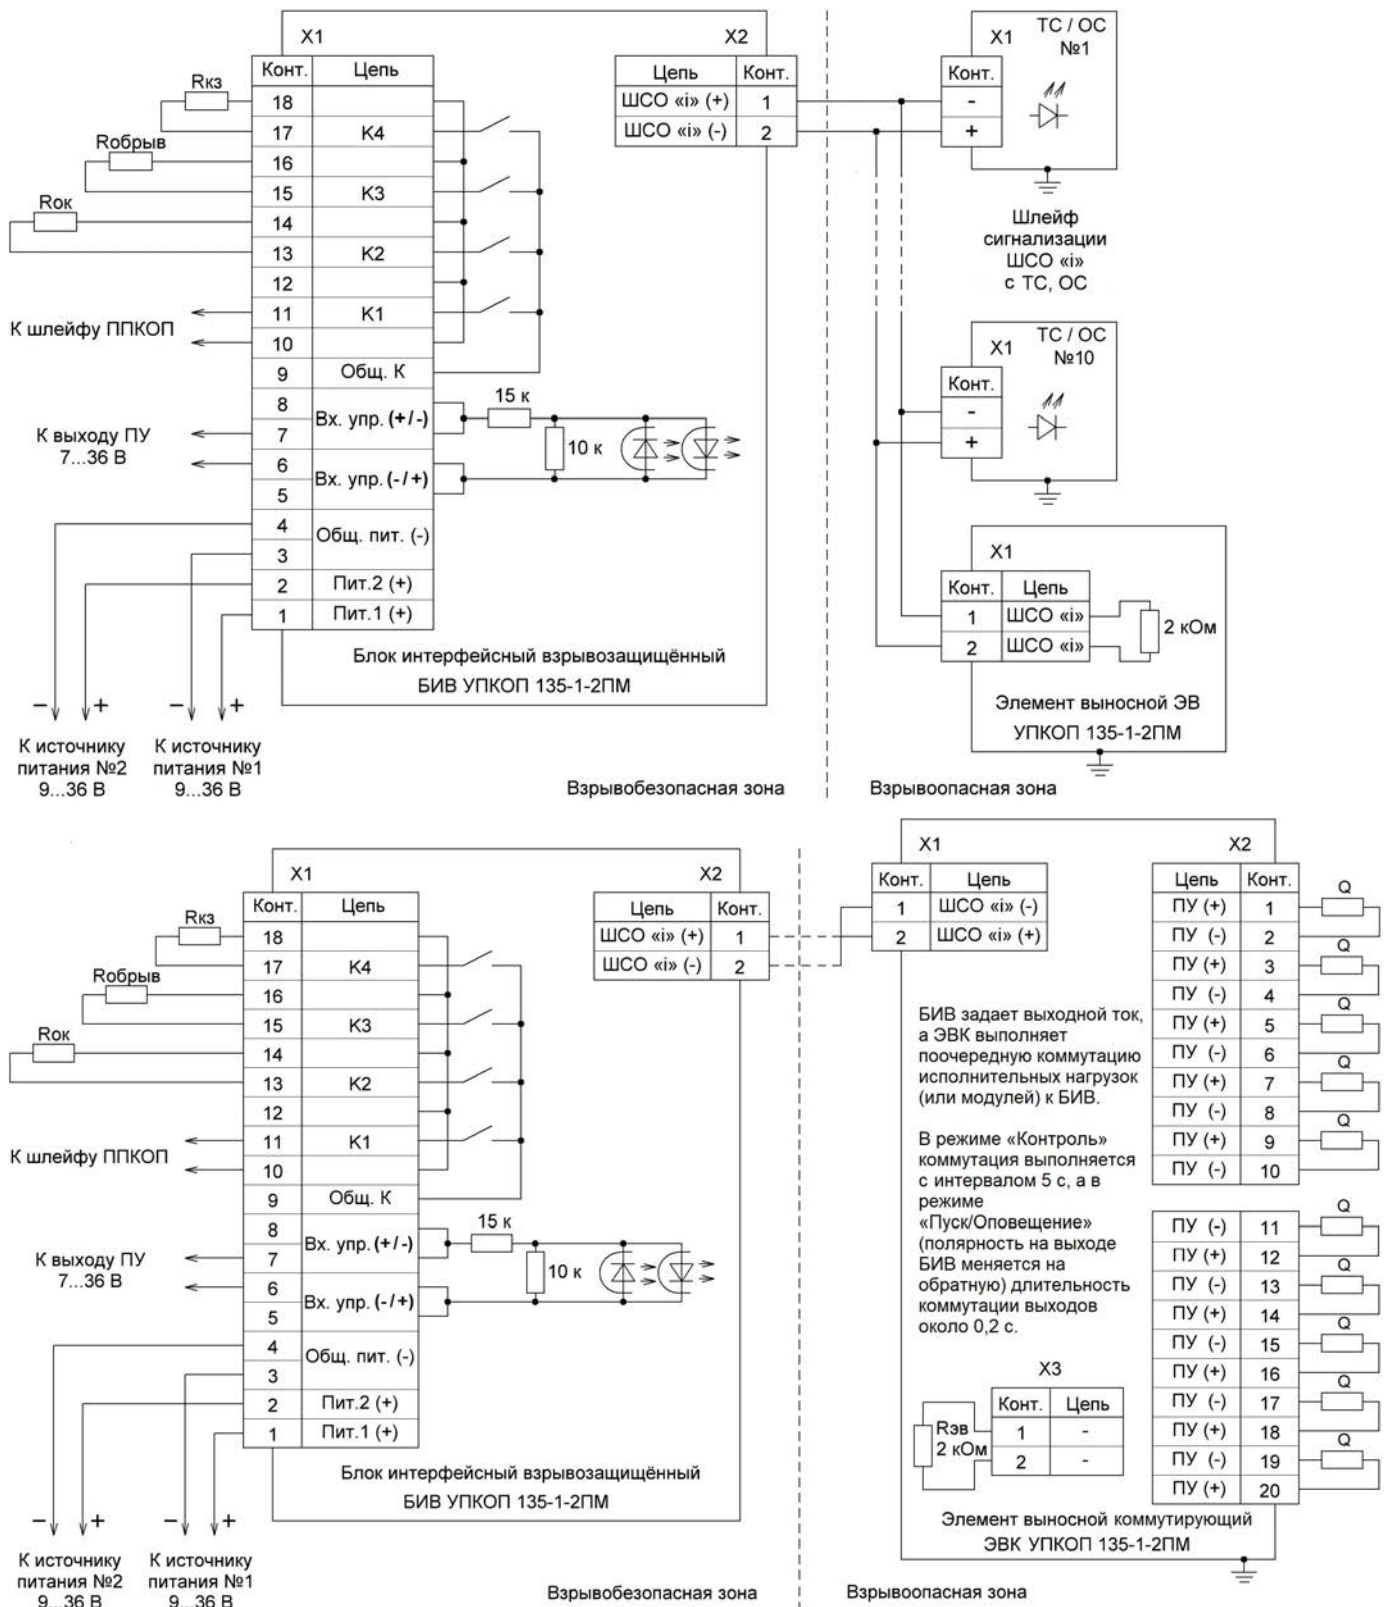 X1
Конт. Цепь
Rкз
18
17 K4
Rобрыв
16
15 K3
Rок
14
13 K2
12
11 K1
К шлейфу ППКОП
10
9 Общ. К
8
Вх. упр. (+/-)
7
К выходу ПУ
7...36 В
6
Вх. упр. (-/+)
5
4
Общ. пит. (-)
3
2 Пит.2 (+)
1 Пит.1 (+)
15 к
10 к
X2
Цепь Конт.
ШСО «i» (+) 1
ШСО «i» (-) 2
Блок интерфейсный взрывозащищённый
БИВ УПКОП 135-1-2ПМ
− + − +
К источнику
питания №2
9...36 В
К источнику
питания №1
9...36 В
Взрывобезопасная зона
X1
ТС / ОС
№1
Конт.
-
+
Шлейф
сигнализации
ШСО «i»
с ТС, ОС
X1
ТС / ОС
№10
Конт.
-
+
X1
Конт. Цепь
1 ШСО «i»
2 ШСО «i»
2 кОм
Элемент выносной ЭВ
УПКОП 135-1-2ПМ
Взрывоопасная зона
X1
Конт. Цепь
Rкз
18
17 K4
Rобрыв
16
15 K3
Rок
14
13 K2
12
11 K1
К шлейфу ППКОП
10
9 Общ. К
8
Вх. упр. (+/-)
7
К выходу ПУ
7...36 В
6
Вх. упр. (-/+)
5
4
Общ. пит. (-)
3
2 Пит.2 (+)
1 Пит.1 (+)
15 к
10 к
X2
Цепь Конт.
ШСО «i» (+) 1
ШСО «i» (-) 2
Блок интерфейсный взрывозащищённый
БИВ УПКОП 135-1-2ПМ
− + − +
К источнику
питания №2
9...36 В
К источнику
питания №1
9...36 В
Взрывобезопасная зона
X1
Конт. Цепь
1 ШСО «i» (-)
2 ШСО «i» (+)
БИВ задает выходной ток,
а ЭВК выполняет
поочередную коммутацию
исполнительных нагрузок
(или модулей) к БИВ.
В режиме «Контроль»
коммутация выполняется
с интервалом 5 с, а в
режиме
«Пуск/Оповещение»
(полярность на выходе
БИВ меняется на
обратную) длительность
коммутации выходов
около 0,2 с.
X3
Конт. Цепь
1 -
2 -
Rэв
2 кОм
X2
Цепь Конт.
ПУ (+) 1 Q
ПУ (-) 2
ПУ (+) 3 Q
ПУ (-) 4
ПУ (+) 5 Q
ПУ (-) 6
ПУ (+) 7 Q
ПУ (-) 8
ПУ (+) 9 Q
ПУ (-) 10
ПУ (-) 11 Q
ПУ (+) 12
ПУ (-) 13 Q
ПУ (+) 14
ПУ (-) 15 Q
ПУ (+) 16
ПУ (-) 17 Q
ПУ (+) 18
ПУ (-) 19 Q
ПУ (+) 20
Элемент выносной коммутирующий
ЭВК УПКОП 135-1-2ПМ
Взрывоопасная зона